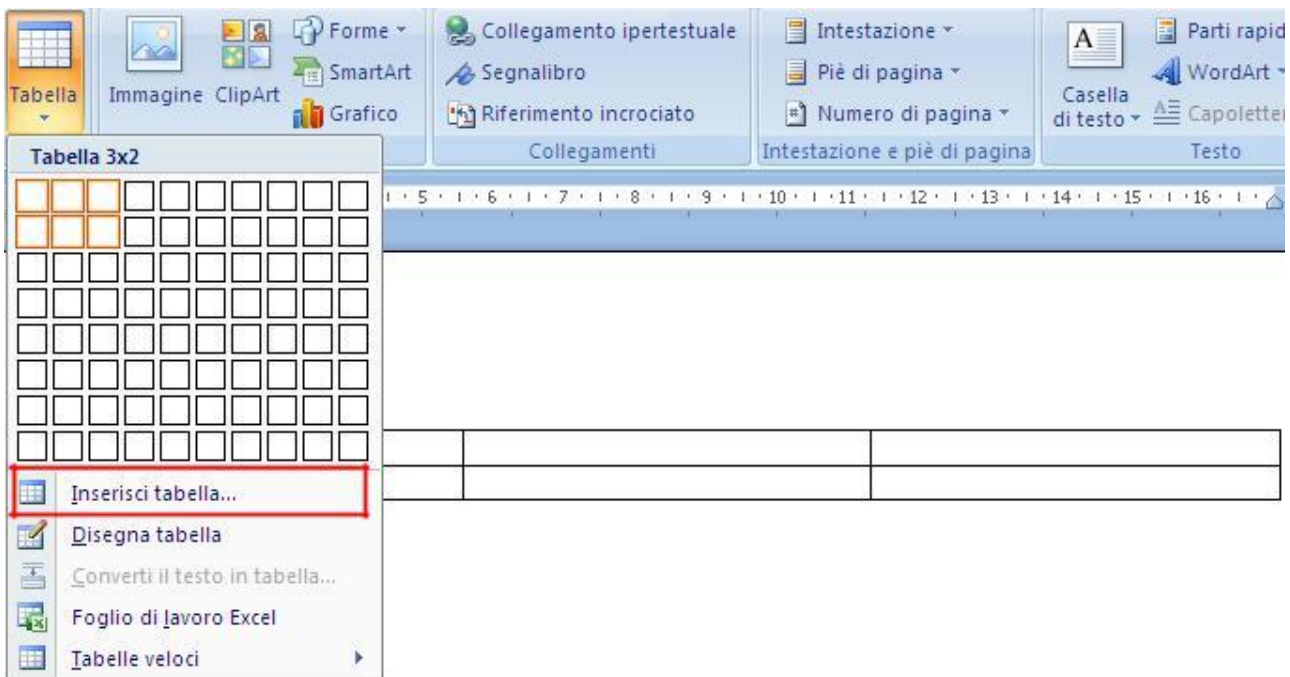 Tabella
Immagine
ClipArt
Forme
SmartArt
Grafico
Collegamento ipertestuale
Segnalibro
Riferimento incrociato
Collegamenti
Intestazione
Piè di pagina
Numero di pagina
Intestazione e piè di pagina
A
Casella
di testo
Parti rapid
WordArt
Capoletter
Testo
Tabella 3x2
5 6 7 8 9 10 11 12 13 14 15 16
Inserisci tabella...
Disegna tabella
Converti il testo in tabella...
Foglio di lavoro Excel
Tabelle veloci